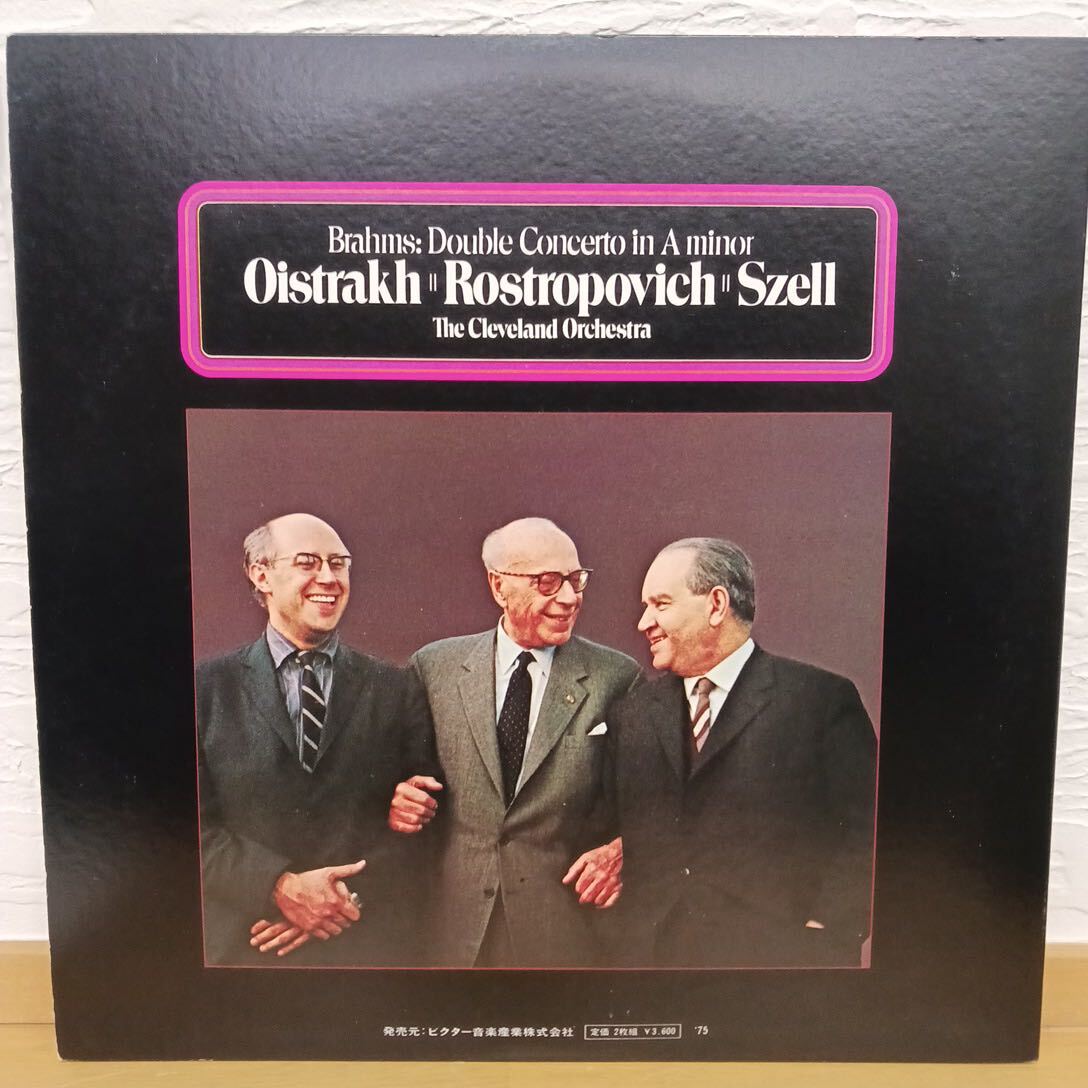 Brahms: Double Concerto in A minor
Oistrakh " Rostropovich " Szell
The Cleveland Orchestra
発売元:ビクター音楽産業株式会社 定価 2枚組 ¥3,600 '75